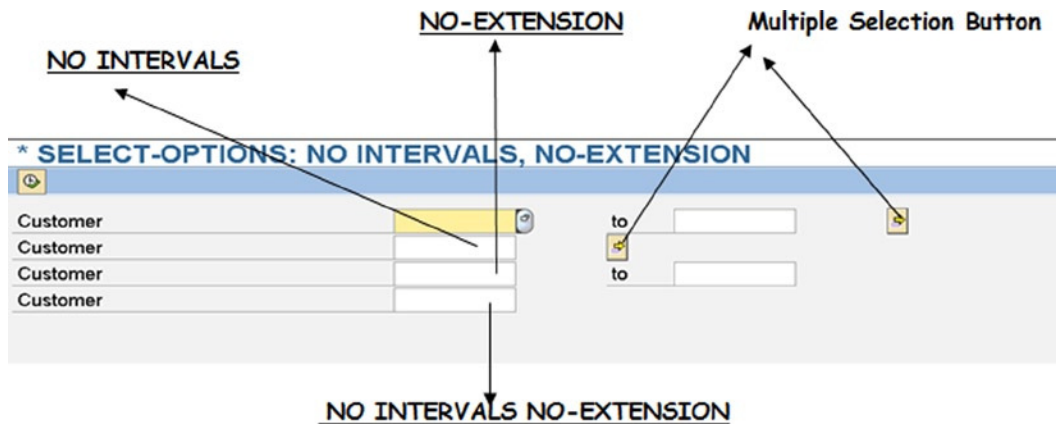 NO-EXTENSION
Multiple Selection Button
NO INTERVALS
* SELECT-OPTIONS: NO INTERVALS, NO-EXTENSION
Customer to
Customer
Customer to
Customer
NO INTERVALS NO-EXTENSION